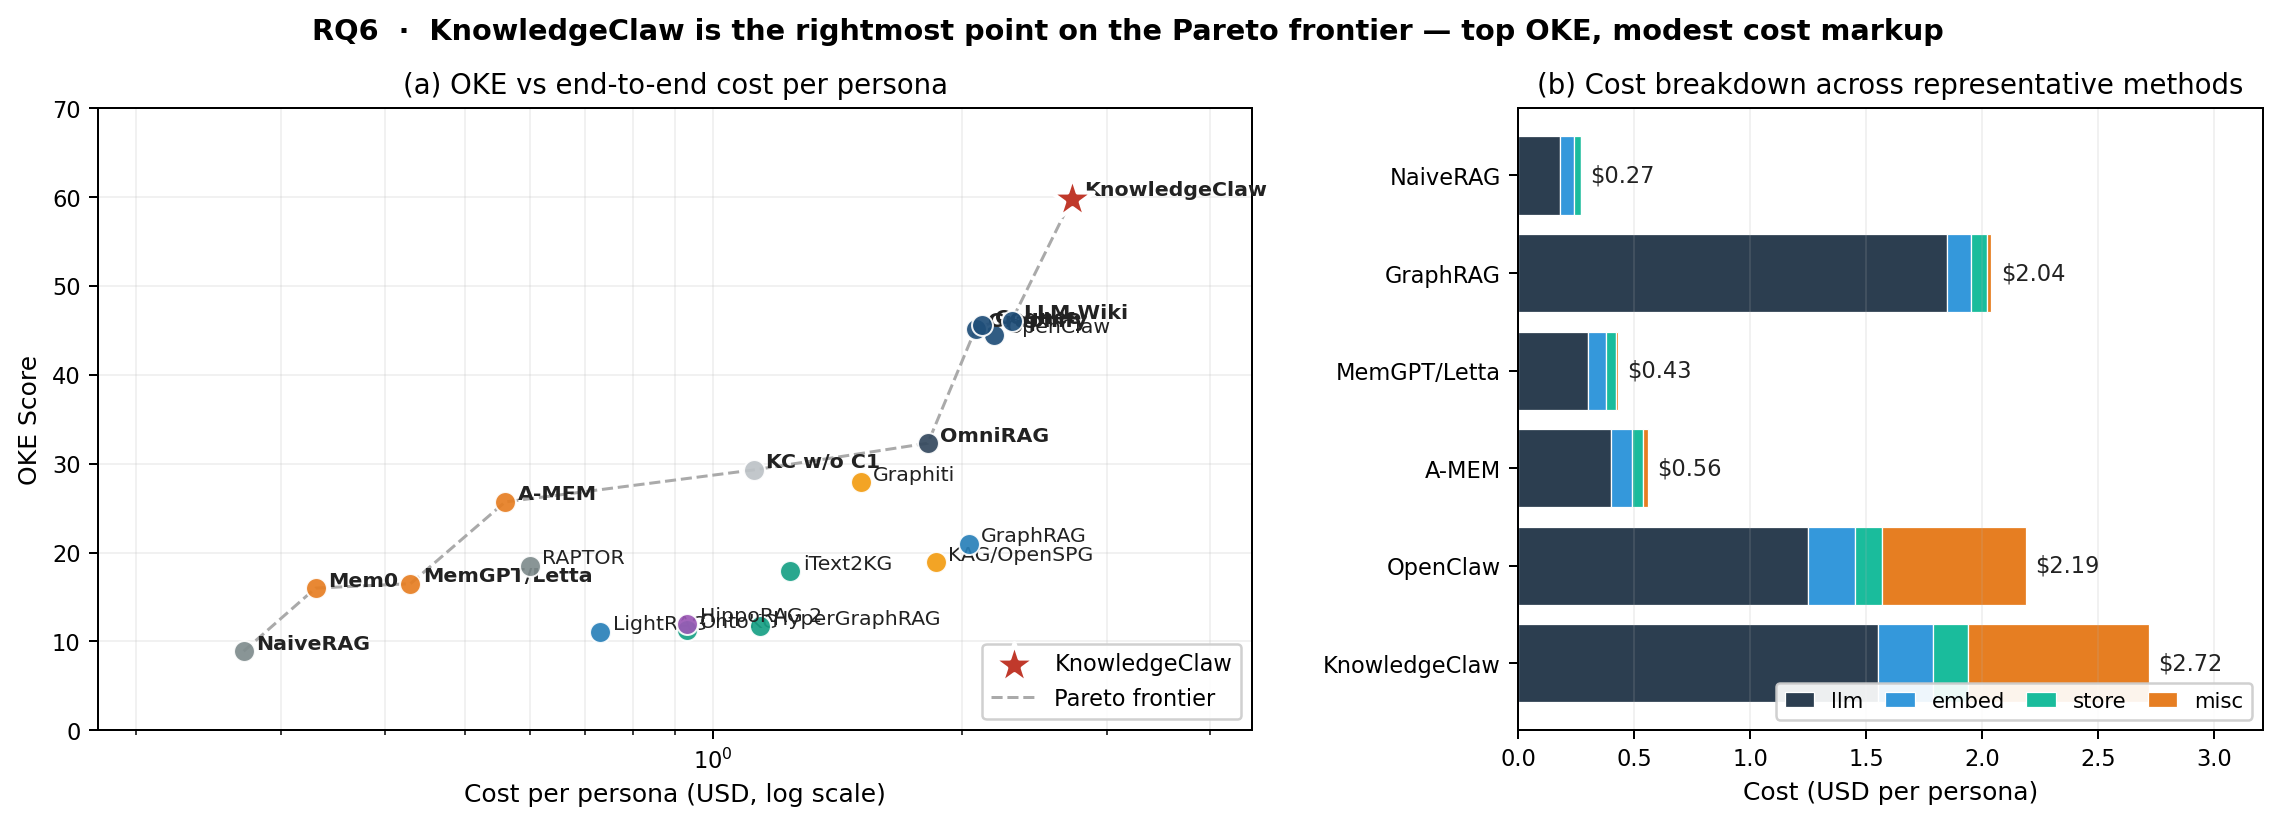 RQ6 · KnowledgeClaw is the rightmost point on the Pareto frontier — top OKE, modest cost markup
(a) OKE vs end-to-end cost per persona
OKE Score
70
60
50
40
30
20
10
0
KnowledgeClaw
LLM-Wiki
OpenClaw
OmniRAG
KC w/o C1
Graphiti
A-MEM
GraphRAG
KAG/OpenSPG
RAPTOR
iText2KG
Mem0
MemGPT/Letta
HippoRAG 2
LightRAG
HyperGraphRAG
NaiveRAG
KnowledgeClaw
Pareto frontier
10⁰
Cost per persona (USD, log scale)
(b) Cost breakdown across representative methods
NaiveRAG
$0.27
GraphRAG
$2.04
MemGPT/Letta
$0.43
A-MEM
$0.56
OpenClaw
$2.19
KnowledgeClaw
$2.72
llm
embed
store
misc
0.0
0.5
1.0
1.5
2.0
2.5
3.0
Cost (USD per persona)